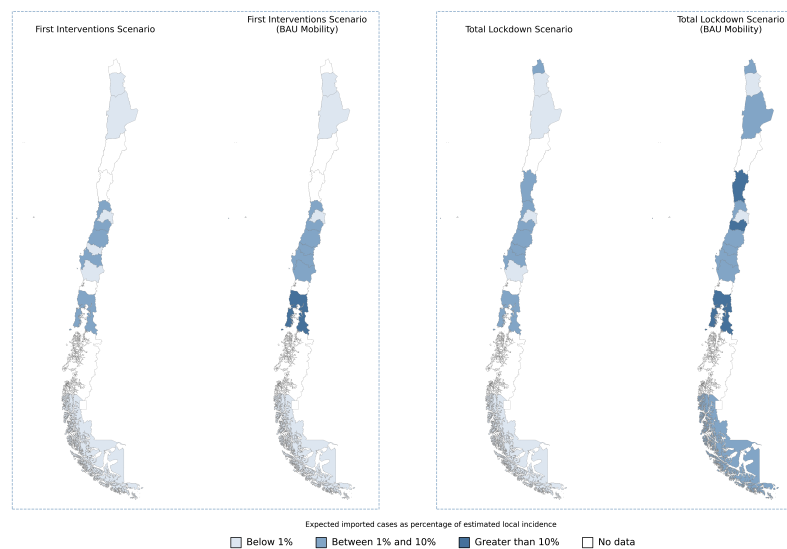 First Interventions Scenario
First Interventions Scenario
(BAU Mobility)
Total Lockdown Scenario
Total Lockdown Scenario
(BAU Mobility)
Expected imported cases as percentage of estimated local incidence
Below 1%
Between 1% and 10%
Greater than 10%
No data